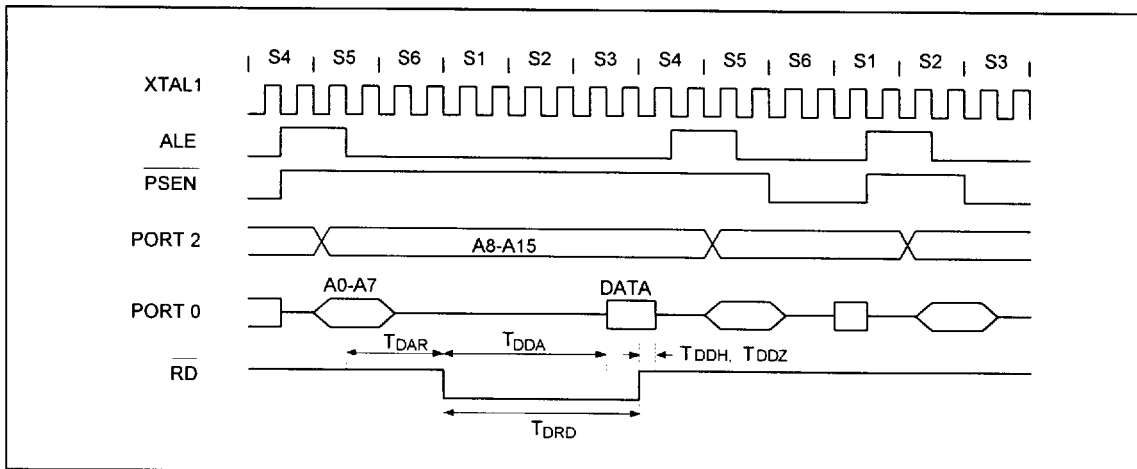 S4 S5 S6 S1 S2 S3 S4 S5 S6 S1 S2 S3
XTAL1
ALE
PSEN
PORT 2
A8-A15
A0-A7
DATA
PORT 0
TDAR
TDDA
TDDH, TDDZ
RD
TDRD